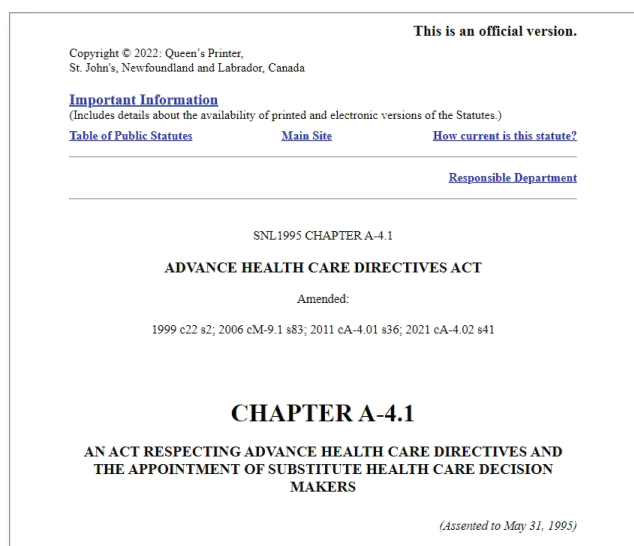 This is an official version.
Copyright © 2022: Queen's Printer,
St. John's, Newfoundland and Labrador, Canada
Important Information
(Includes details about the availability of printed and electronic versions of the Statutes.)
Table of Public Statutes Main Site How current is this statute?
Responsible Department
SNL1995 CHAPTER A-4.1
ADVANCE HEALTH CARE DIRECTIVES ACT
Amended:
1999 c22 s2; 2006 cM-9.1 s83; 2011 cA-4.01 s36; 2021 cA-4.02 s41
CHAPTER A-4.1
AN ACT RESPECTING ADVANCE HEALTH CARE DIRECTIVES AND
THE APPOINTMENT OF SUBSTITUTE HEALTH CARE DECISION
MAKERS
(Assented to May 31, 1995)